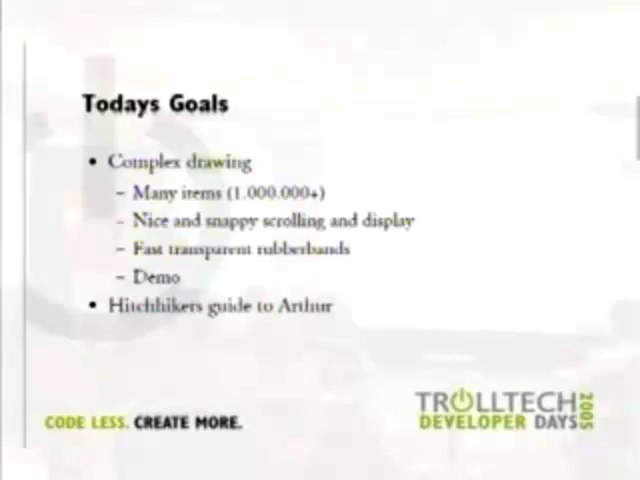 Todays Goals
• Complex drawing
– Many items (1.000.000+)
– Nice and snappy scrolling and display
– Fast transparent rubberbands
– Demo
• Hitchhikers guide to Arthur
CODE LESS. CREATE MORE.
TROLLTECH
DEVELOPER DAYS
2005